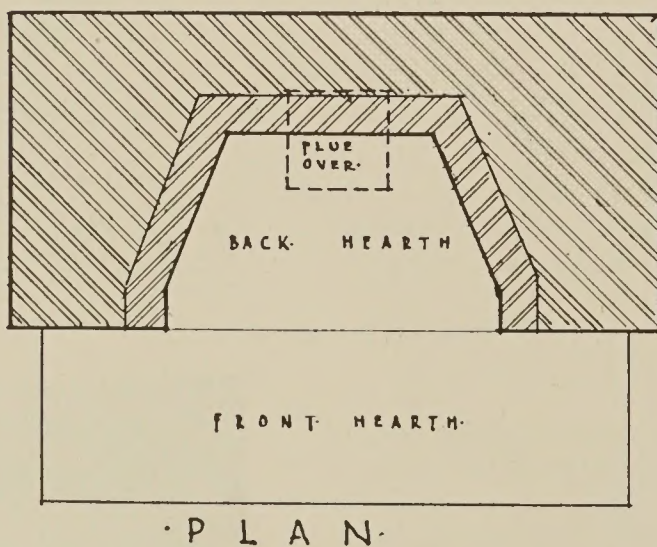 FLUE
OVER·
BACK· HEARTH
FRONT· HEARTH·
·PLAN·